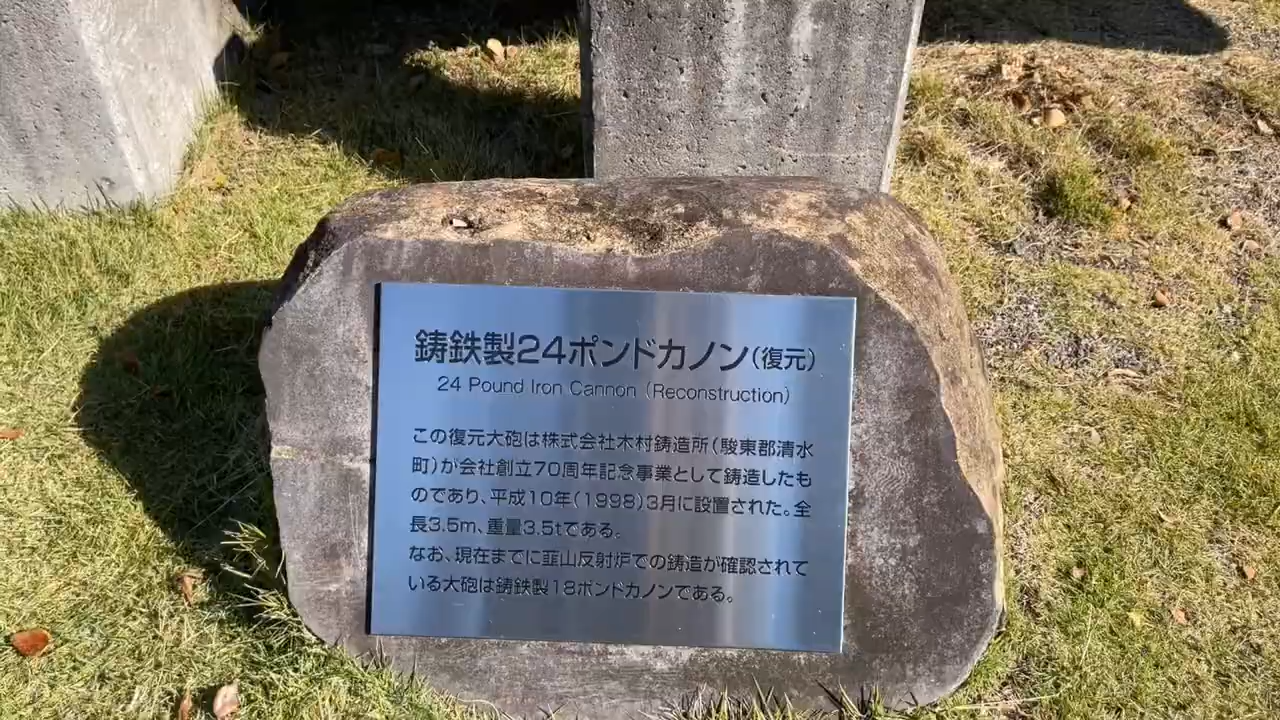 鋳鉄製24ポンドカノン(復元)
24 Pound Iron Cannon (Reconstruction)
この復元大砲は株式会社木村鋳造所(駿東郡清水
町)が会社創立70周年記念事業として鋳造したも
のであり、平成10年(1998)3月に設置された。全
長3.5m、重量3.5tである。
なお、現在までに韮山反射炉での鋳造が確認されて
いる大砲は鋳鉄製18ポンドカノンである。